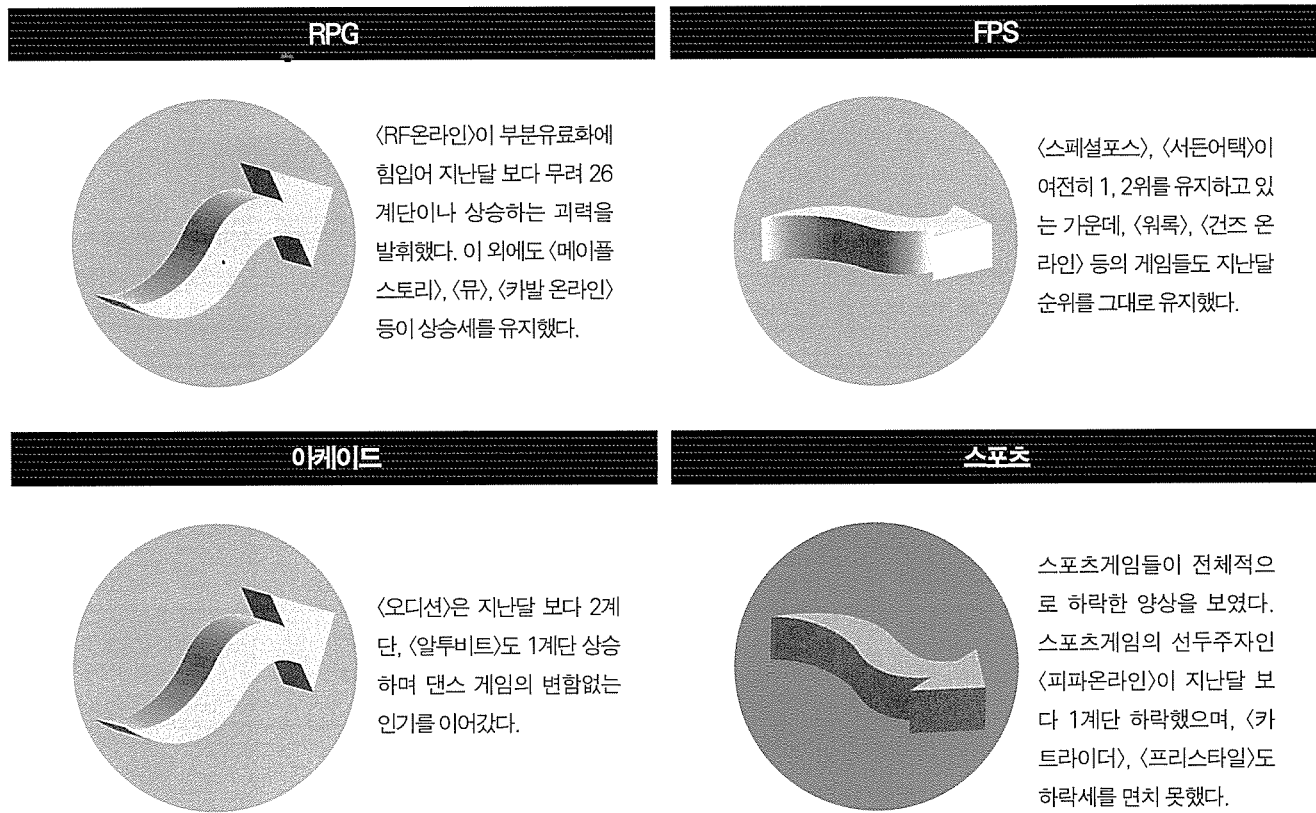 RPG
〈RF온라인〉이 부분유료화에
힘입어 지난달 보다 무려 26
계단이나 상승하는 괴력을
발휘했다. 이 외에도 〈메이플
스토리〉, 〈뮤〉, 〈카발 온라인〉
등이 상승세를 유지했다.
FPS
〈스페셜포스〉, 〈서든어택〉이
여전히 1, 2위를 유지하고 있
는 가운데, 〈워록〉, 〈건즈 온
라인〉 등의 게임들도 지난달
순위를 그대로 유지했다.
아케이드
〈오디션〉은 지난달 보다 2계
단, 〈알투비트〉도 1계단 상승
하며 댄스 게임의 변함없는
인기를 이어갔다.
스포츠
스포츠게임들이 전체적으
로 하락한 양상을 보였다.
스포츠게임의 선두주자인
〈피파온라인〉이 지난달 보
다 1계단 하락했으며, 〈카
트라이더〉, 〈프리스타일〉도
하락세를 면치 못했다.